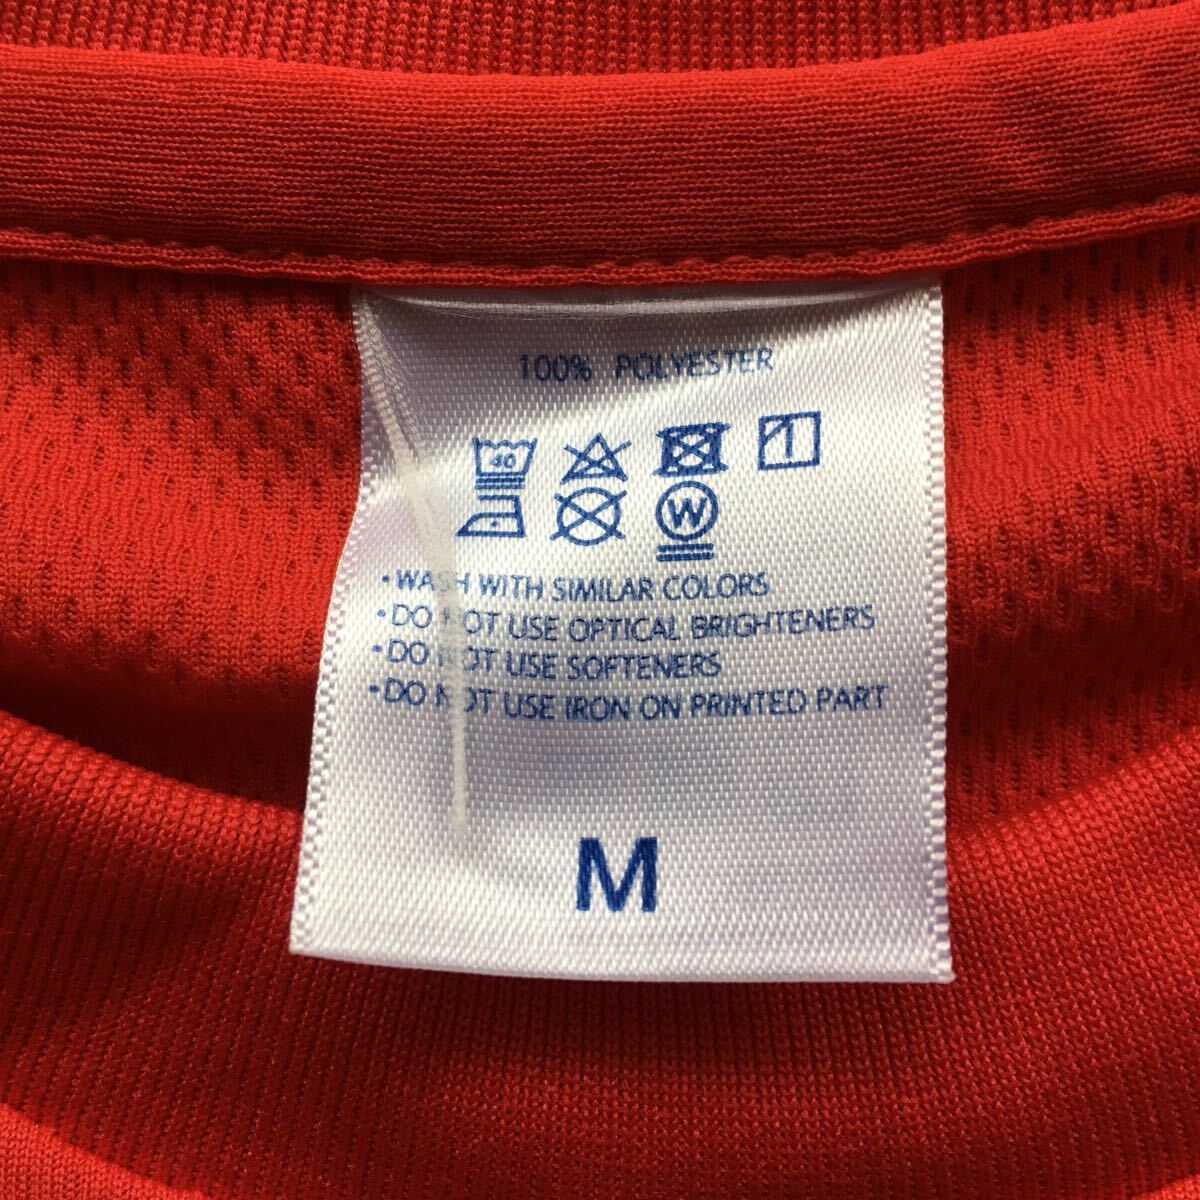 100% POLYESTER
40
W
•WASH WITH SIMILAR COLORS
•DO NOT USE OPTICAL BRIGHTENERS
•DO NOT USE SOFTENERS
•DO NOT USE IRON ON PRINTED PART
M